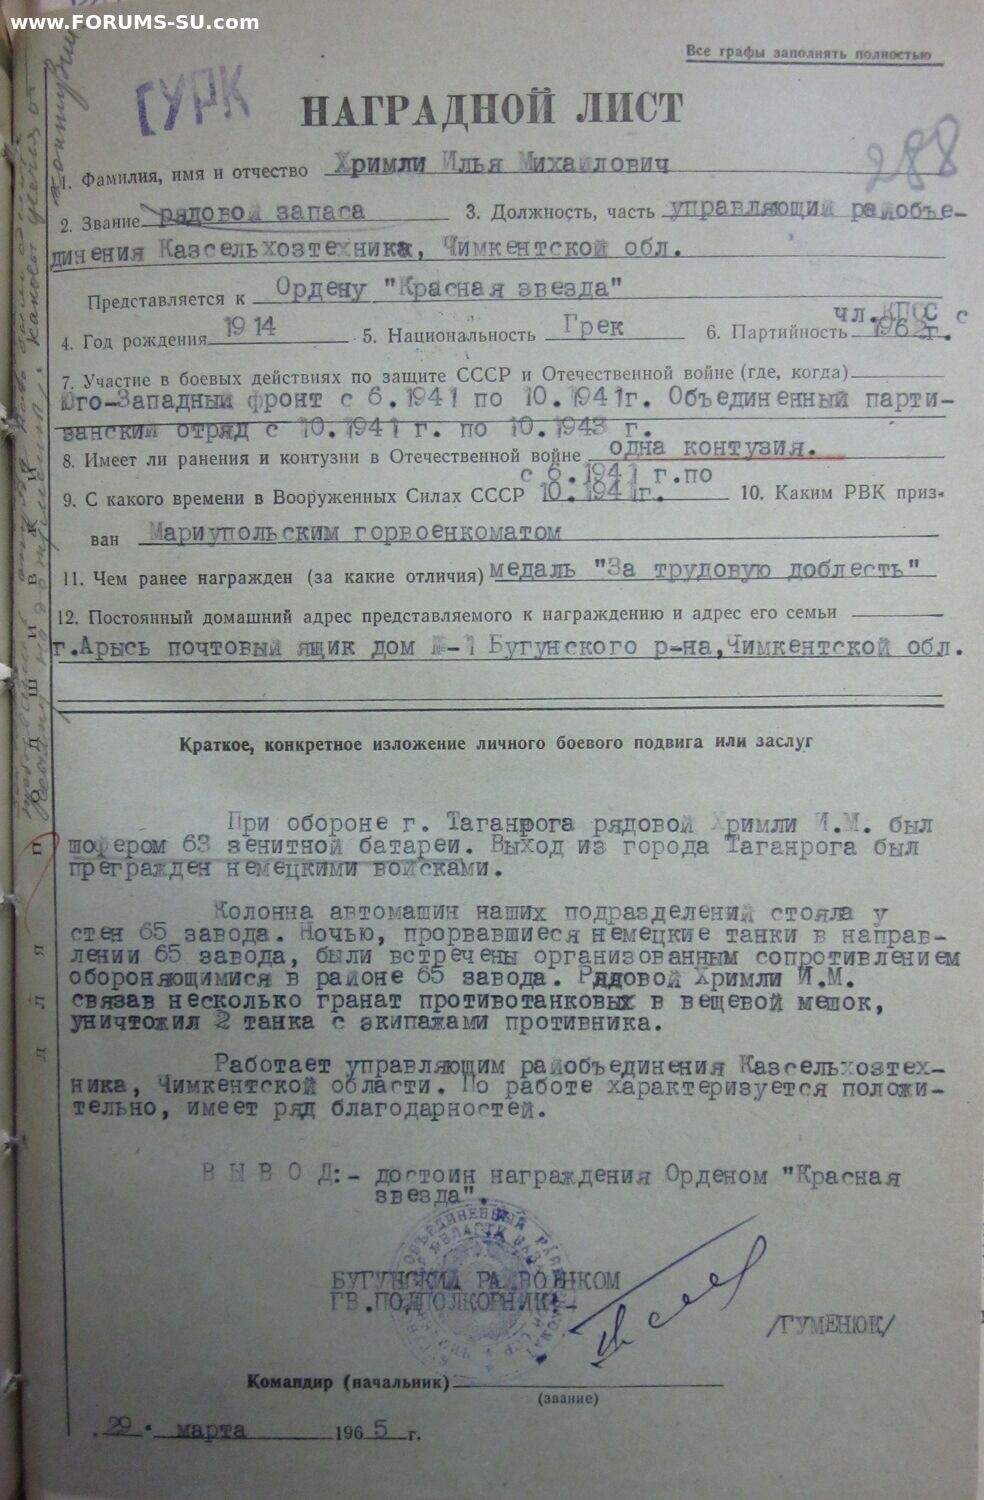 www.FORUMS-SU.com
Все графы заполнять полностью
ГУРК
НАГРАДНОЙ ЛИСТ
288
1. Фамилия, имя и отчество Хримли Илья Михайлович
2. Звание рядовой запаса 3. Должность, часть управляющий райобъе-
динения Казсельхозтехника, Чимкентской обл.
Представляется к Ордену "Красная звезда"
4. Год рождения 1914 5. Национальность Грек 6. Партийность чл.КПСС с 1962г.
7. Участие в боевых действиях по защите СССР и Отечественной войне (где, когда)
Юго-Западный фронт с 6.1941 по 10.1941г. Объединенный парти-
занский отряд с 10.1941 г. по 10.1943 г.
8. Имеет ли ранения и контузии в Отечественной войне одна контузия.
9. С какого времени в Вооруженных Силах СССР с 6.1941 г.по 10.1941г. 10. Каким РВК приз-
ван Мариупольским горвоенкоматом
11. Чем ранее награжден (за какие отличия) медаль "За трудовую доблесть"
12. Постоянный домашний адрес представляемого к награждению и адрес его семьи
г.Арысь почтовый ящик дом №-1 Бугунского р-на,Чимкентской обл.
Для подшивки
Краткое, конкретное изложение личного боевого подвига или заслуг
При обороне г. Таганрога рядовой Хримли И.М. был
шофером 63 зенитной батареи. Выход из города Таганрога был
прегражден немецкими войсками.
Колонна автомашин наших подразделений стояла у
стен 65 завода. Ночью, прорвавшиеся немецкие танки в направ-
лении 65 завода, были встречены организованным сопротивлением
обороняющимися в районе 65 завода. Рядовой Хримли И.М.
связав несколько гранат противотанковых в вещевой мешок,
уничтожил 2 танка с экипажами противника.
Работает управляющим райобъединения Казсельхозтех-
ника, Чимкентской области. По работе характеризуется положи-
тельно, имеет ряд благодарностей.
ВЫВОД:- достоин награждения Орденом "Красная
звезда".
БУГУНСКИЙ РАЙВОЕНКОМ
ГВ.ПОДПОЛКОВНИК-
/ГУМЕНЮК/
Командир (начальник)
(звание)
29. марта 1965 г.